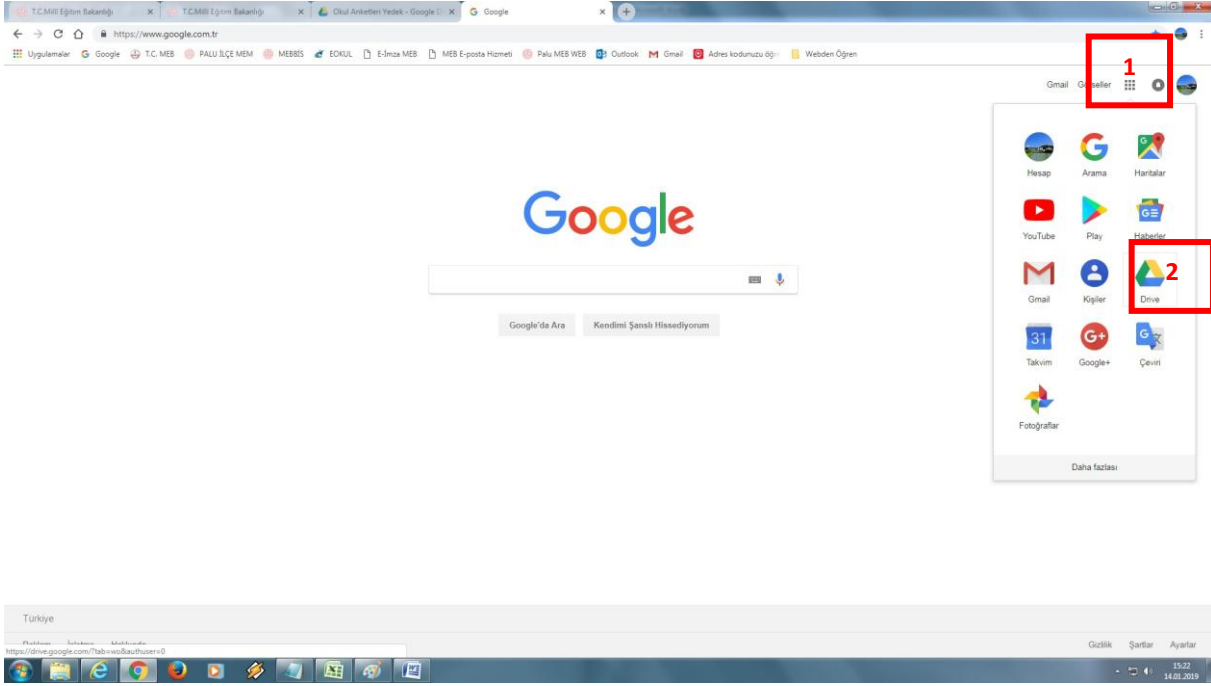 T.C.Millî Eğitim Bakanlığı
T.C.Millî Eğitim Bakanlığı
Okul Anketleri Yedek - Google D
Google
https://www.google.com.tr
Uygulamalar Google T.C. MEB PALU İLÇE MEM MEBBİS EOKUL E-İmza MEB MEB E-posta Hizmeti Palu MEB WEB Outlook Gmail Adres kodunuzu öğr Webden Öğren
1
Gmail Görseller
Hesap Arama Haritalar
Google
YouTube Play Haberler
2
Gmail Kişiler Drive
Google'da Ara Kendimi Şanslı Hissediyorum
31 G+
Takvim Google+ Çeviri
Fotoğraflar
Daha fazlası
Türkiye
Reklam İşletme Hakkında Gizlilik Şartlar Ayarlar
https://drive.google.com/?tab=wo&authuser=0
15:22
14.01.2019